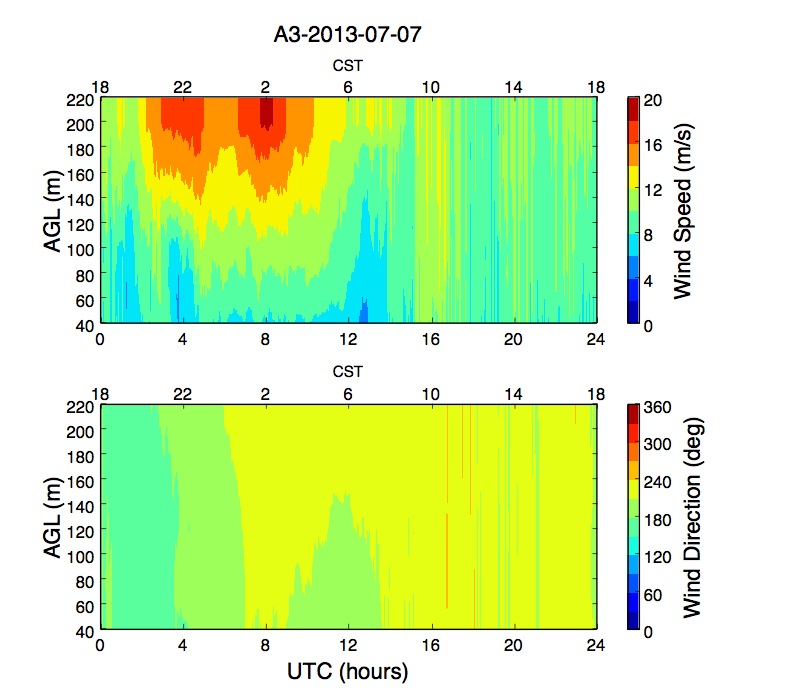 A3-2013-07-07
CST
18 22 2 6 10 14 18
220
200
180
160
140
120
100
80
60
40
AGL (m)
0 4 8 12 16 20 24
20
16
12
8
4
0
Wind Speed (m/s)
CST
18 22 2 6 10 14 18
220
200
180
160
140
120
100
80
60
40
AGL (m)
0 4 8 12 16 20 24
UTC (hours)
360
300
240
180
120
60
0
Wind Direction (deg)